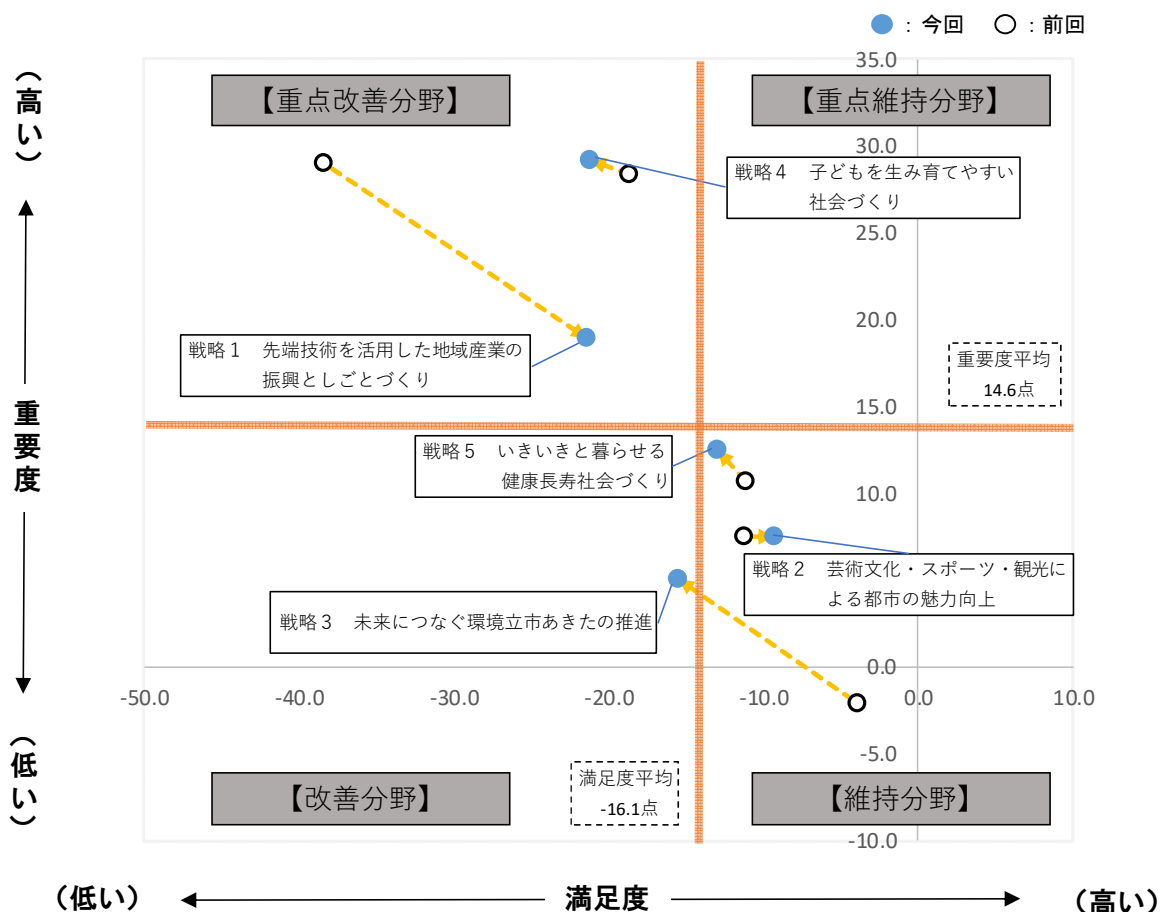 ：今回 ：前回
（高い）
重要度
（低い）
35.0
30.0
25.0
20.0
15.0
10.0
0.0
-5.0
-10.0
【重点改善分野】
【重点維持分野】
戦略４　子どもを生み育てやすい
社会づくり
戦略１　先端技術を活用した地域産業の
振興としごとづくり
重要度平均
14.6点
戦略５　いきいきと暮らせる
健康長寿社会づくり
戦略２　芸術文化・スポーツ・観光に
よる都市の魅力向上
戦略３　未来につなぐ環境立市あきたの推進
-50.0 -40.0 -30.0 -20.0 -10.0 0.0 10.0
【改善分野】
満足度平均
-16.1点
【維持分野】
（低い） 満足度 （高い）